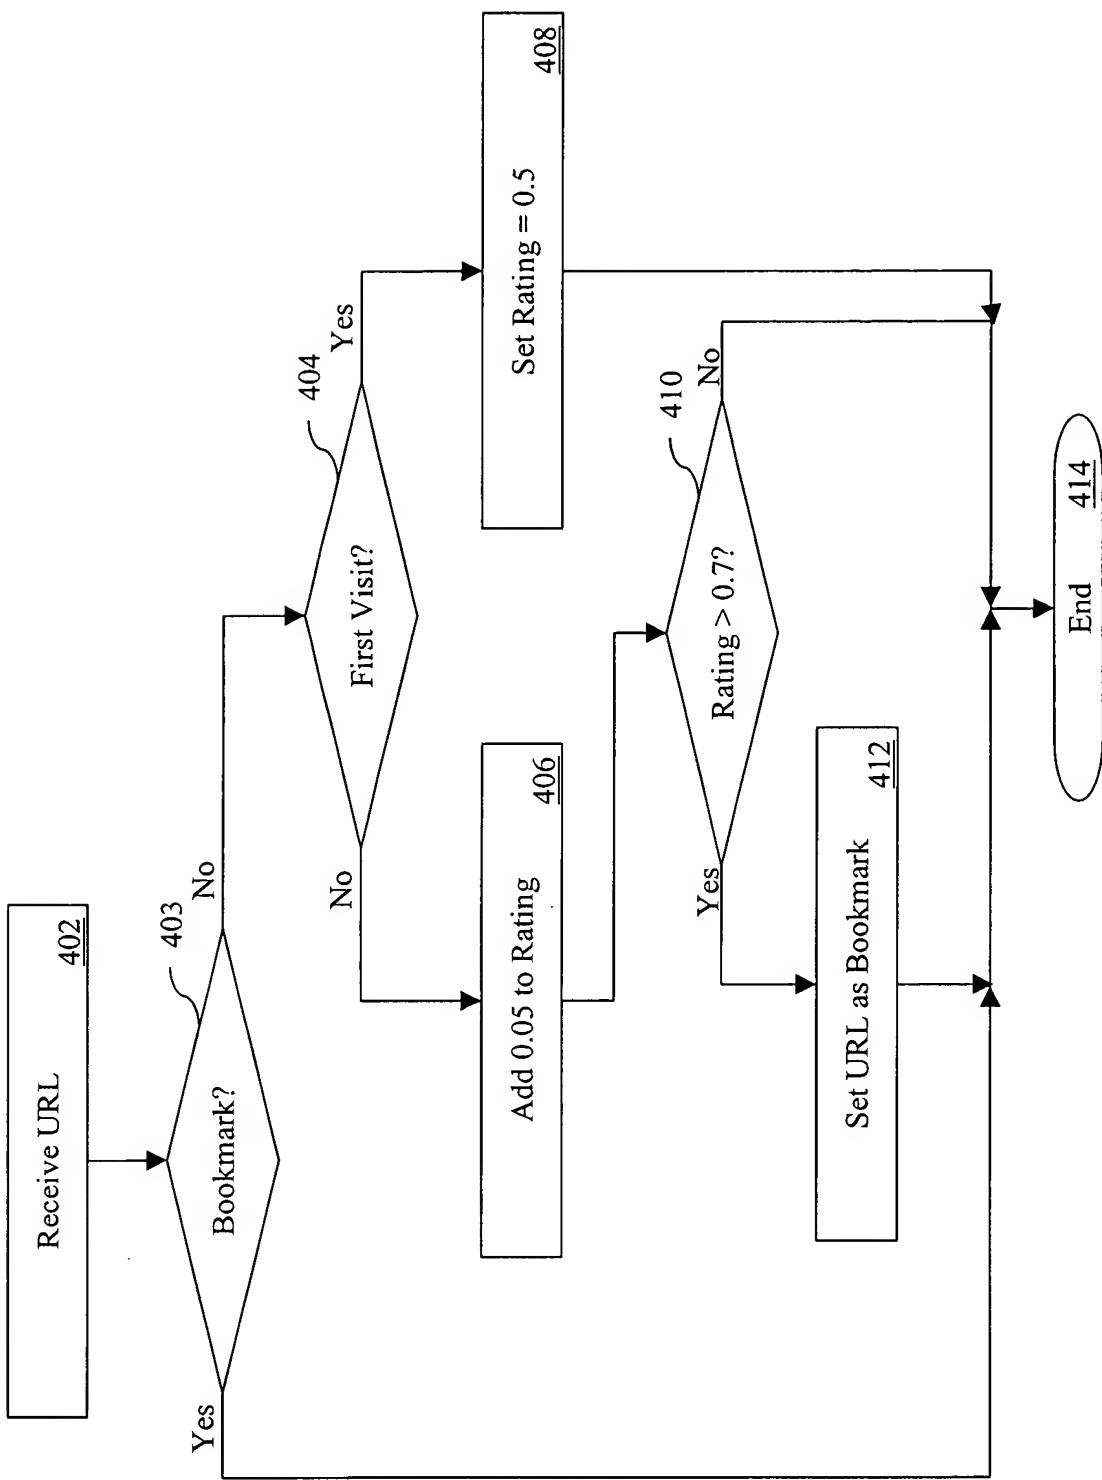 Receive URL
402
Bookmark?
403
Yes
No
First Visit?
404
No
Yes
Add 0.05 to Rating
406
Set Rating = 0.5
408
Rating > 0.7?
410
Yes
No
Set URL as Bookmark
412
End
414